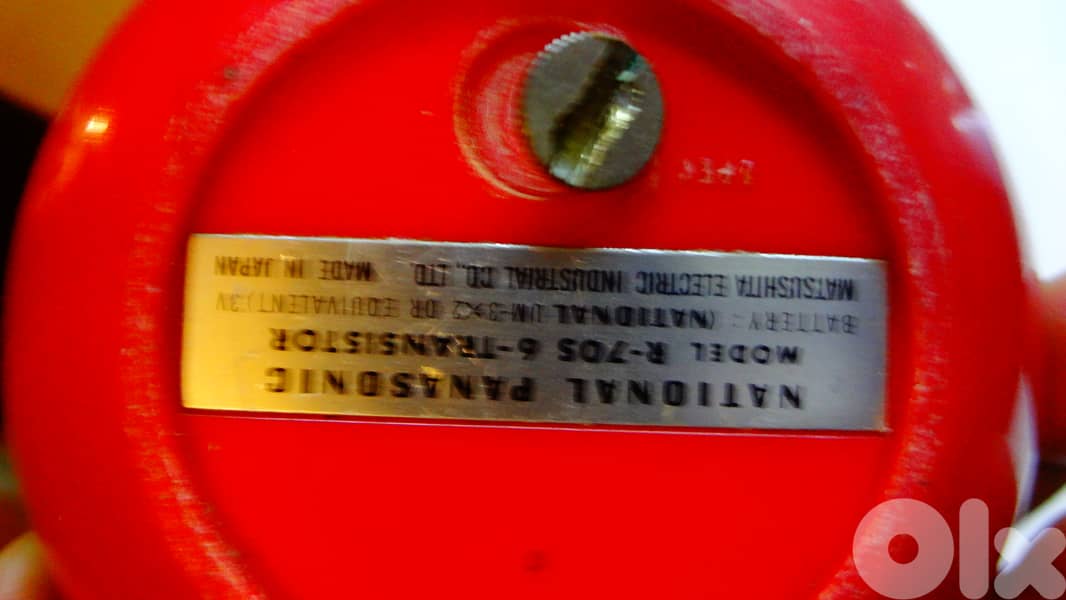 NATIONAL PANASONIC
MODEL R-70S 6-TRANSISTOR
BATTERY: (NATIONAL UM-3×2 OR EQUIVALENT) 3V
MATSUSHITA ELECTRIC INDUSTRIAL CO., LTD. MADE IN JAPAN
Olx